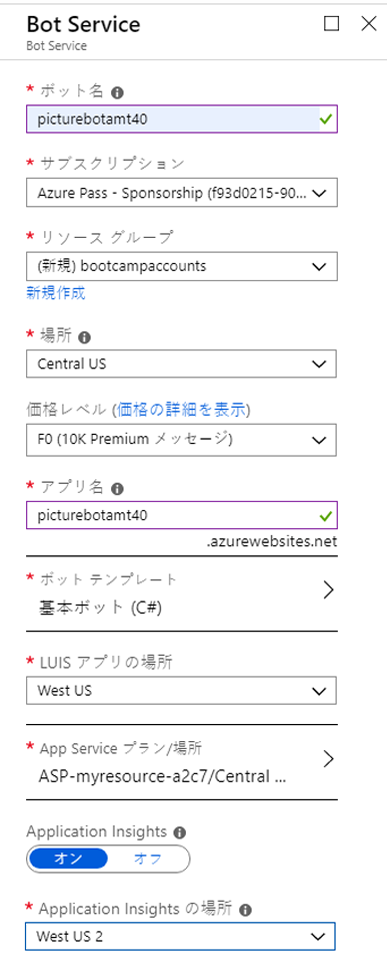 Bot Service
Bot Service
* ボット名
picturebotamt40
* サブスクリプション
Azure Pass - Sponsorship (f93d0215-90...
* リソース グループ
(新規) bootcampaccounts
新規作成
* 場所
Central US
価格レベル (価格の詳細を表示)
F0 (10K Premium メッセージ)
* アプリ名
picturebotamt40
.azurewebsites.net
* ボット テンプレート
基本ボット (C#)
* LUIS アプリの場所
West US
* App Service プラン/場所
ASP-myresource-a2c7/Central ...
Application Insights
オン オフ
* Application Insights の場所
West US 2